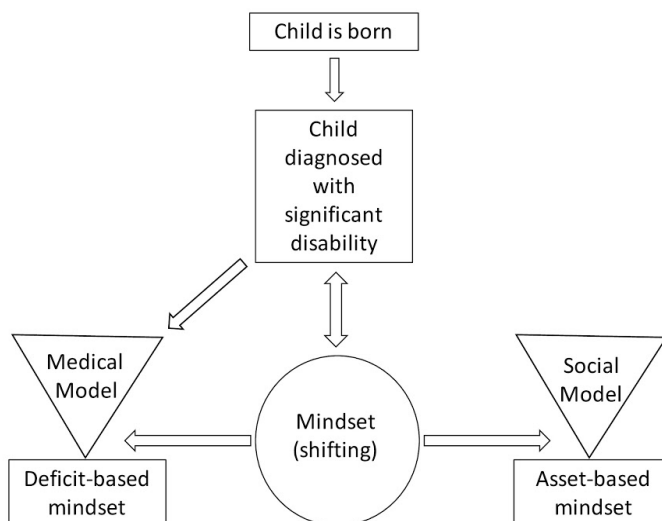 Child is born
Child
diagnosed
with
significant
disability
Medical
Model
Social
Model
Mindset
(shifting)
Deficit-based
mindset
Asset-based
mindset